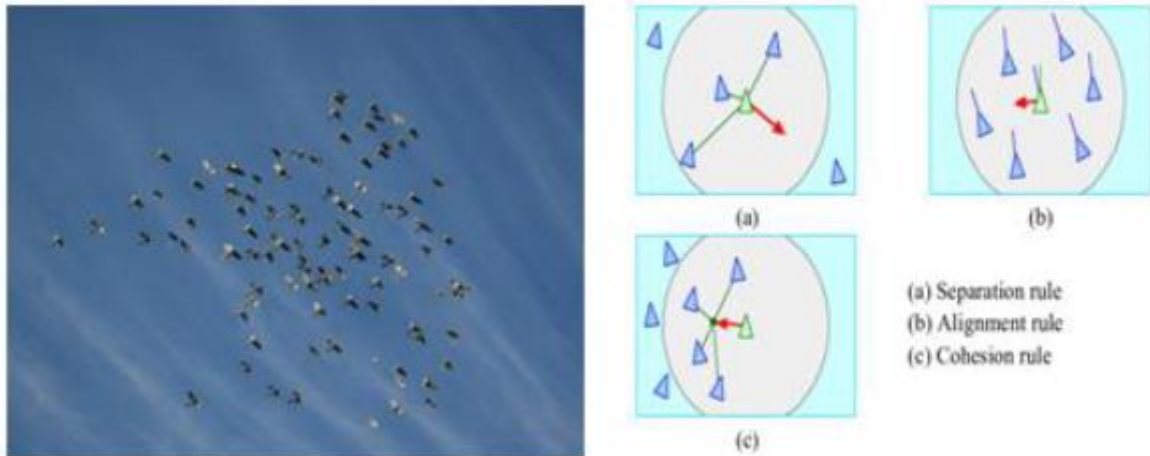 (a)
(b)
(c)
(a) Separation rule
(b) Alignment rule
(c) Cohesion rule